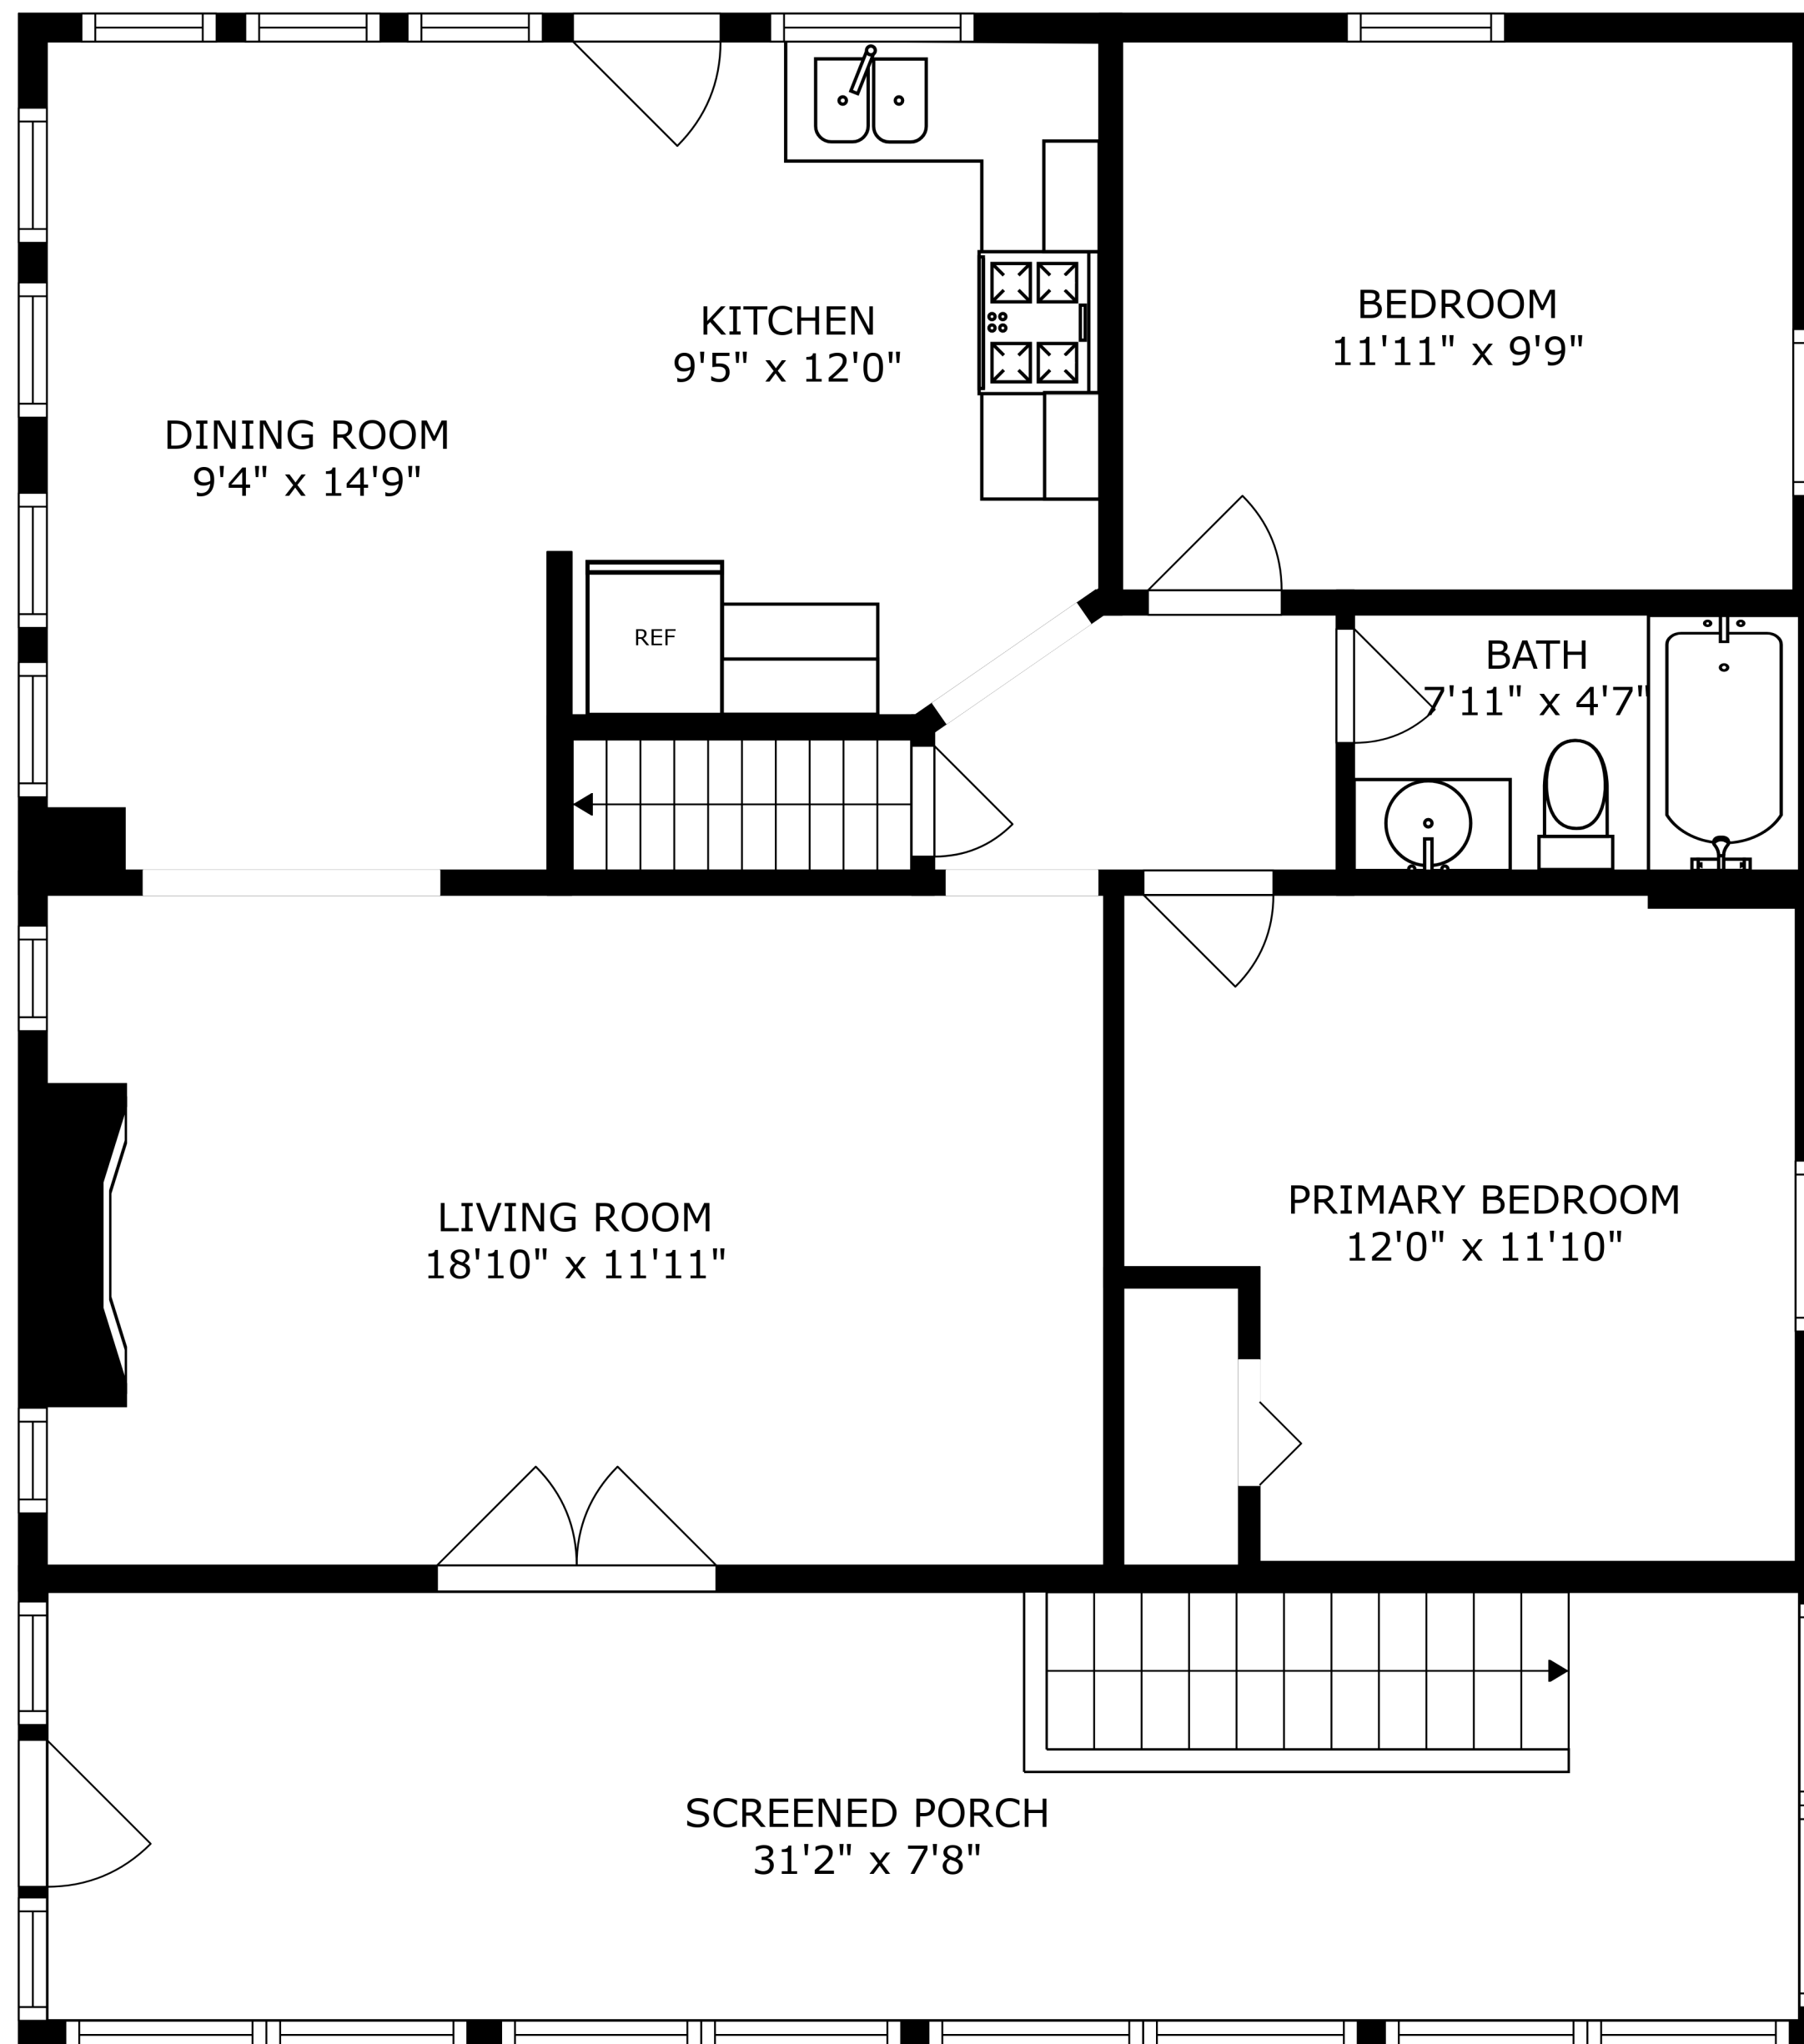 KITCHEN
9'5" x 12'0"
BEDROOM
11'11" x 9'9"
DINING ROOM
9'4" x 14'9"
REF
BATH
7'11" x 4'7"
LIVING ROOM
18'10" x 11'11"
PRIMARY BEDROOM
12'0" x 11'10"
SCREENED PORCH
31'2" x 7'8"